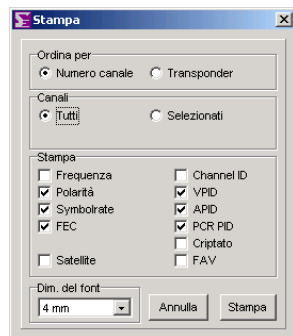 Stampa
Ordina per
Numero canale Transponder
Canali
Tutti Selezionati
Stampa
Frequenza Channel ID
Polarità VPID
Symbolrate APID
FEC PCR PID
Criptato
Satellite FAV
Dim. del font
4 mm Annulla Stampa